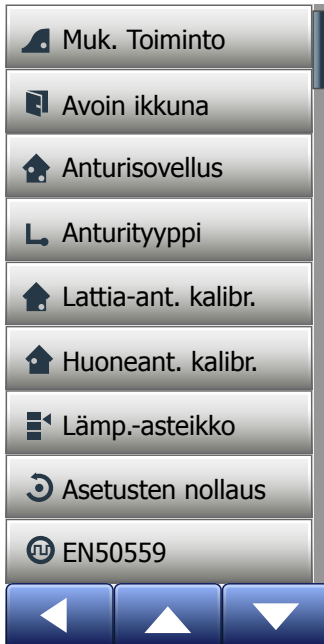 Muk. Toiminto
Avoin ikkuna
Anturisovellus
Anturityyppi
Lattia-ant. kalibr.
Huoneant. kalibr.
Lämp.-asteikko
Asetusten nollaus
EN50559